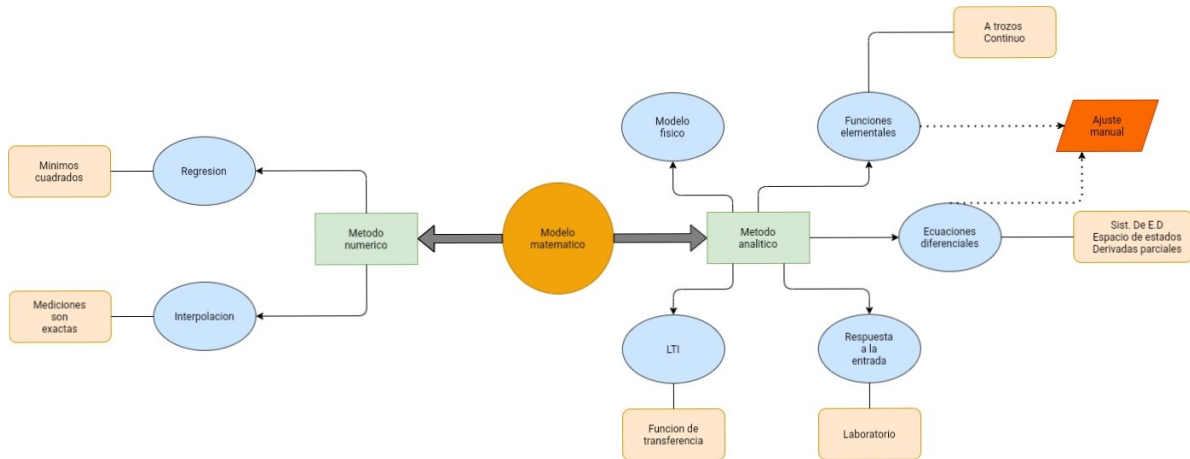 A trozos
Continuo
Modelo
fisico
Funciones
elementales
Ajuste
manual
Minimos
cuadrados
Regresion
Metodo
numerico
Modelo
matematico
Metodo
analitico
Ecuaciones
diferenciales
Sist. De E.D
Espacio de estados
Derivadas parciales
Mediciones
son
exactas
Interpolacion
LTI
Respuesta
a la
entrada
Funcion de
transferencia
Laboratorio